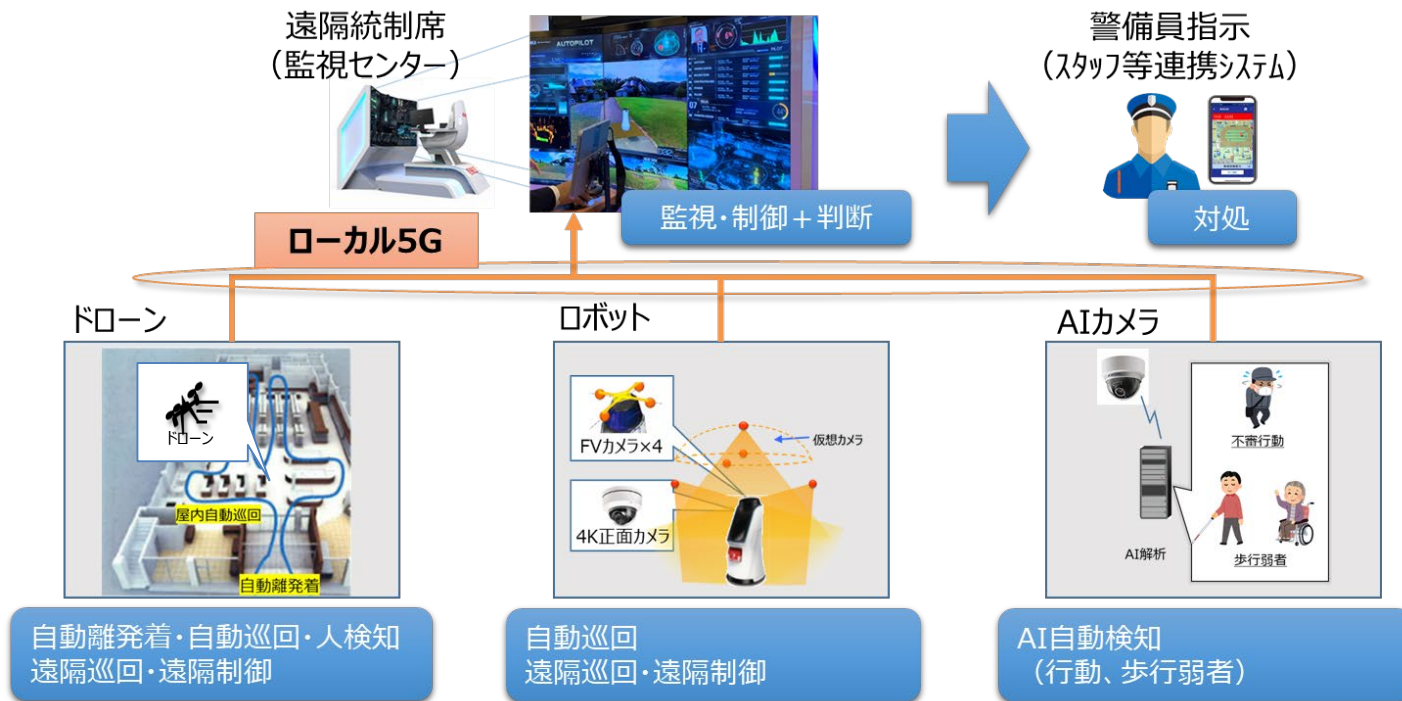 遠隔統制席
（監視センター）
AUTOPILOT
警備員指示
（スタッフ等連携システム）
監視・制御＋判断
対処
ローカル5G
ドローン
ドローン
屋内自動巡回
自動離発着
自動離発着・自動巡回・人検知
遠隔巡回・遠隔制御
ロボット
FVカメラ×4
仮想カメラ
4K正面カメラ
自動巡回
遠隔巡回・遠隔制御
AIカメラ
不審行動
AI解析
歩行弱者
AI自動検知
（行動、歩行弱者）